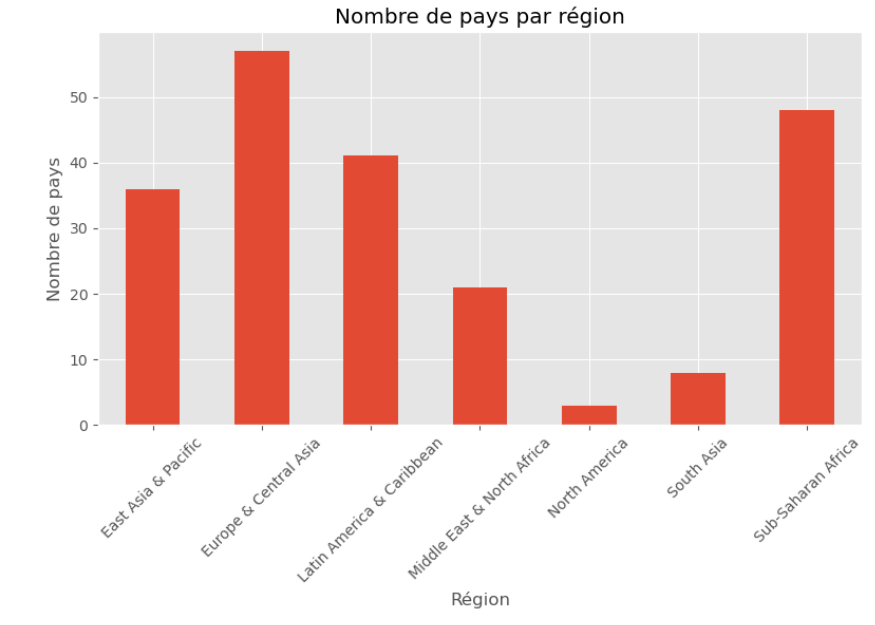 Nombre de pays par région
Nombre de pays
50
40
30
20
10
0
East Asia & Pacific
Europe & Central Asia
Latin America & Caribbean
Middle East & North Africa
North America
South Asia
Sub-Saharan Africa
Région